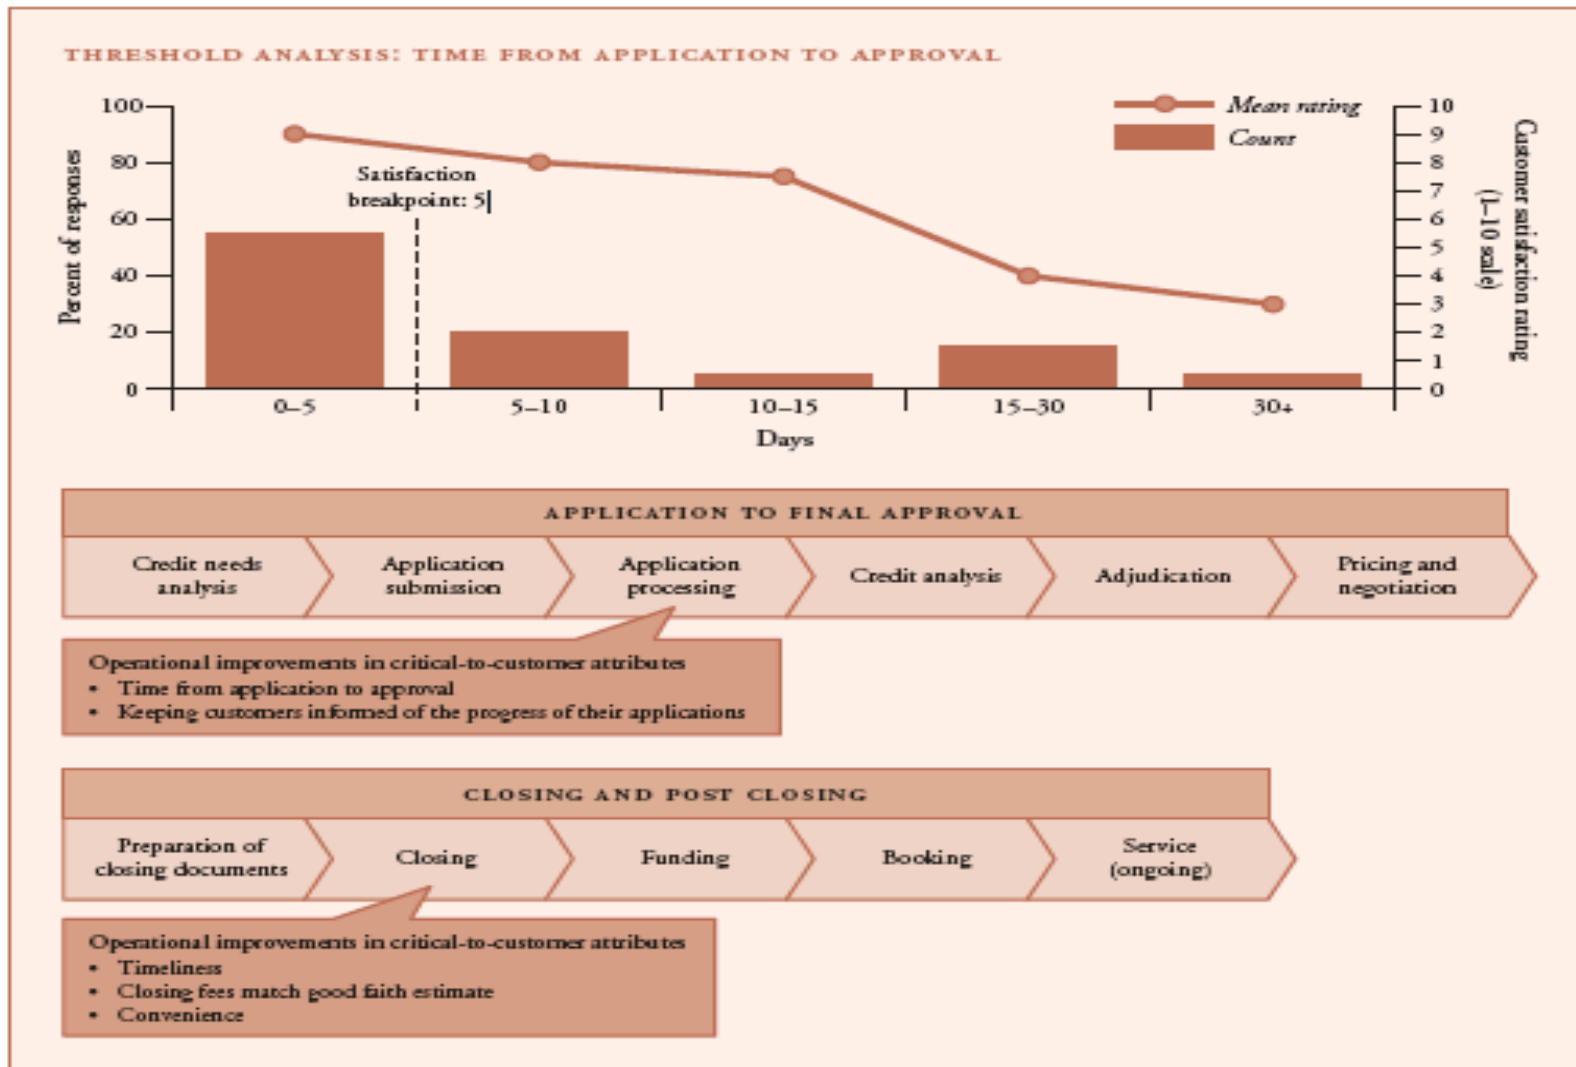 THRESHOLD ANALYSIS: TIME FROM APPLICATION TO APPROVAL
Mean rating
Count
Percent of responses
100
80
60
40
20
0
Satisfaction
breakpoint: 5
10
9
8
7
6
5
4
3
2
1
0
Customer satisfaction rating
(1–10 scale)
0–5
5–10
10–15
15–30
30+
Days
APPLICATION TO FINAL APPROVAL
Credit needs
analysis
Application
submission
Application
processing
Credit analysis
Adjudication
Pricing and
negotiation
Operational improvements in critical-to-customer attributes
• Time from application to approval
• Keeping customers informed of the progress of their applications
CLOSING AND POST CLOSING
Preparation of
closing documents
Closing
Funding
Booking
Service
(ongoing)
Operational improvements in critical-to-customer attributes
• Timeliness
• Closing fees match good faith estimate
• Convenience